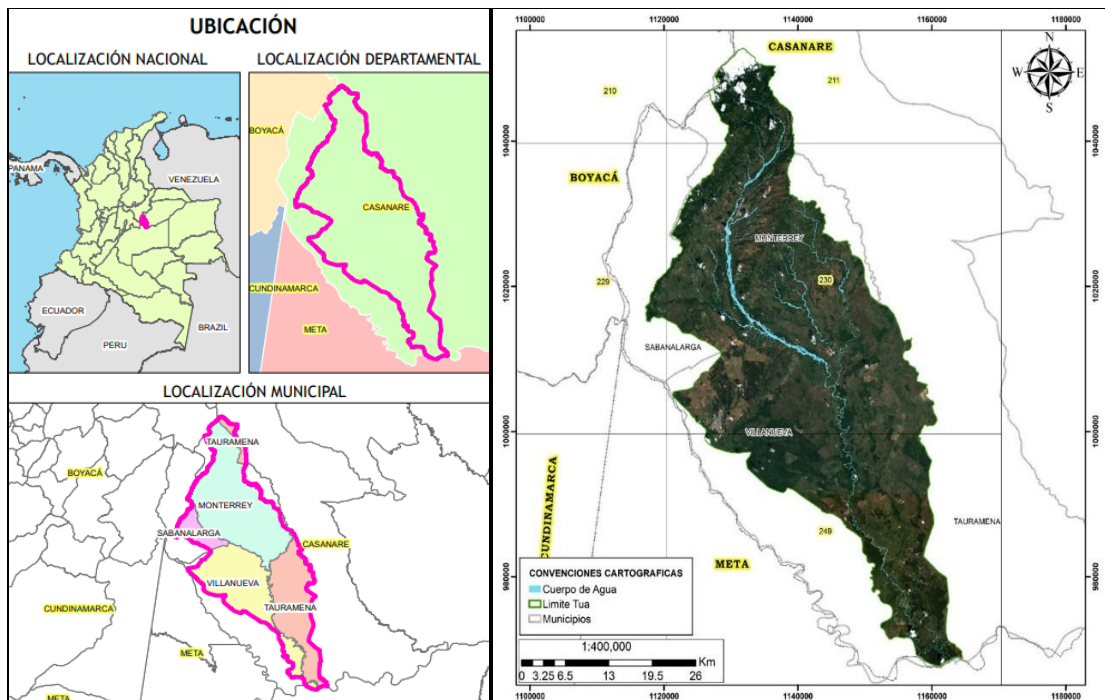 UBICACIÓN
LOCALIZACIÓN NACIONAL
PANAMA
VENEZUELA
ECUADOR
BRAZIL
PERU
LOCALIZACIÓN DEPARTAMENTAL
BOYACÁ
CASANARE
CUNDINAMARCA
META
LOCALIZACIÓN MUNICIPAL
TAURAMENA
BOYACÁ
MONTERREY
SABANALARGA
CASANARE
VILLANUEVA
TAURAMENA
CUNDINAMARCA
META
META
1100000 1120000 1140000 1160000 1180000
CASANARE
N
W E
S
210
211
1040000 1040000
BOYACÁ
MONTERREY
229
230
1020000 1020000
SABANALARGA
1000000 1000000
VILLANUEVA
CUNDINAMARCA
249
TAURAMENA
META
980000 980000
CONVENCIONES CARTOGRAFICAS
Cuerpo de Agua
Limite Tua
Municipios
1:400,000
0 3.25 6.5 13 19.5 26 Km
1100000 1120000 1140000 1160000 1180000